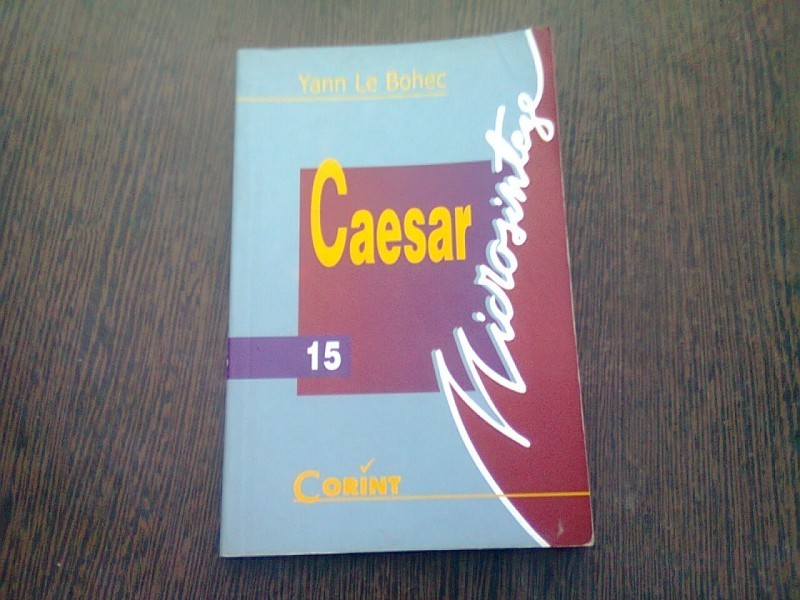 Yann Le Bohec
Caesar
Microsinteze
15
CORINT